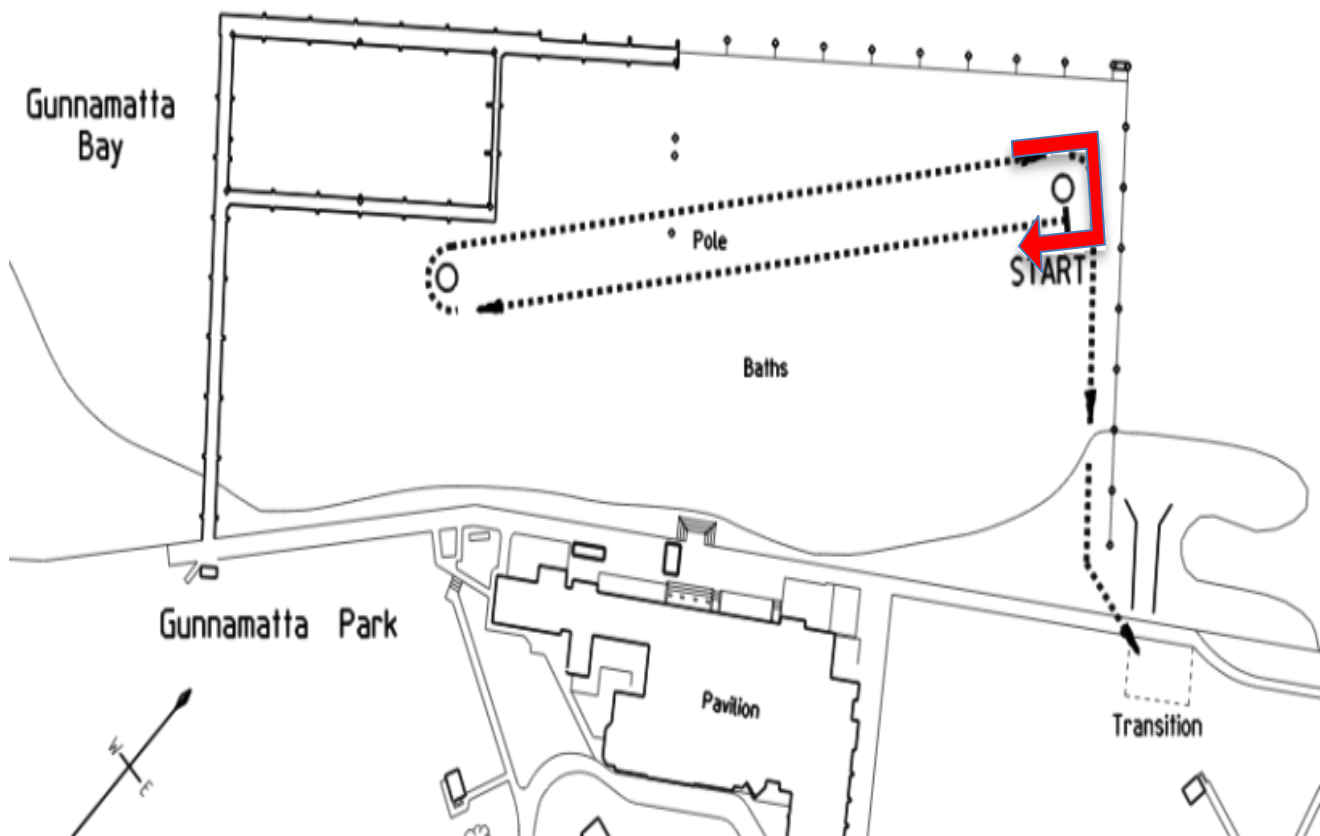 Gunnamatta
Bay
Pole
START
Baths
Gunnamatta Park
Pavilion
Transition
W
E